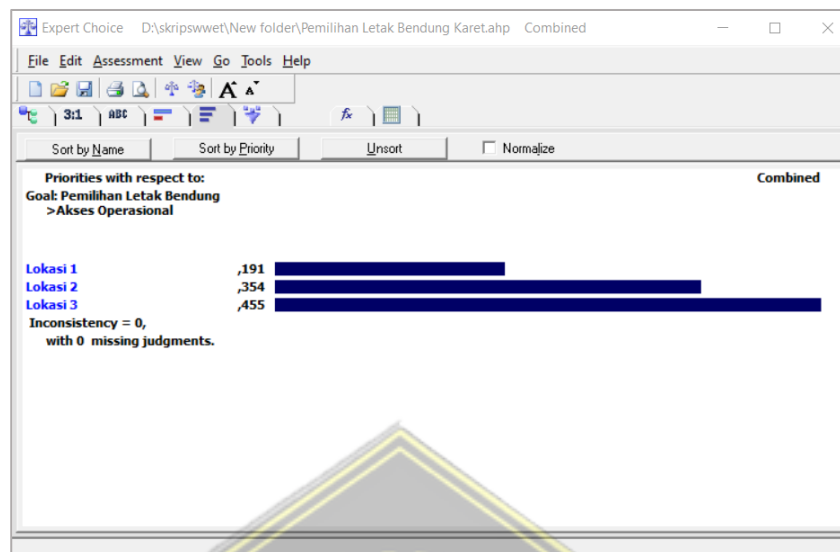 Expert Choice D:\skripswwet\New folder\Pemilihan Letak Bendung Karet.ahp Combined
File Edit Assessment View Go Tools Help
A A
3:1 ABC fx
Sort by Name Sort by Priority Unsort Normalize
Priorities with respect to: Combined
Goal: Pemilihan Letak Bendung
>Akses Operasional
Lokasi 1 ,191
Lokasi 2 ,354
Lokasi 3 ,455
Inconsistency = 0,
with 0 missing judgments.